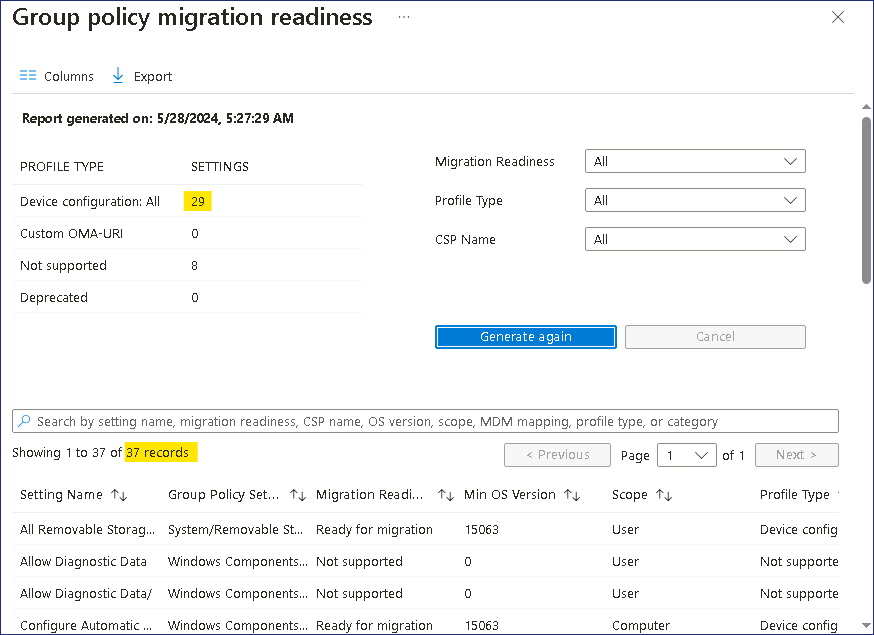 Group policy migration readiness ...
Columns Export
Report generated on: 5/28/2024, 5:27:29 AM
PROFILE TYPE SETTINGS
Device configuration: All 29
Custom OMA-URI 0
Not supported 8
Deprecated 0
Migration Readiness All
Profile Type All
CSP Name All
Generate again Cancel
Search by setting name, migration readiness, CSP name, OS version, scope, MDM mapping, profile type, or category
Showing 1 to 37 of 37 records < Previous Page 1 of 1 Next >
Setting Name Group Policy Set... Migration Readi... Min OS Version Scope Profile Type
All Removable Storag... System/Removable St... Ready for migration 15063 User Device config
Allow Diagnostic Data Windows Components... Not supported 0 User Not supporte
Allow Diagnostic Data/ Windows Components... Not supported 0 User Not supporte
Configure Automatic ... Windows Components... Ready for migration 15063 Computer Device config